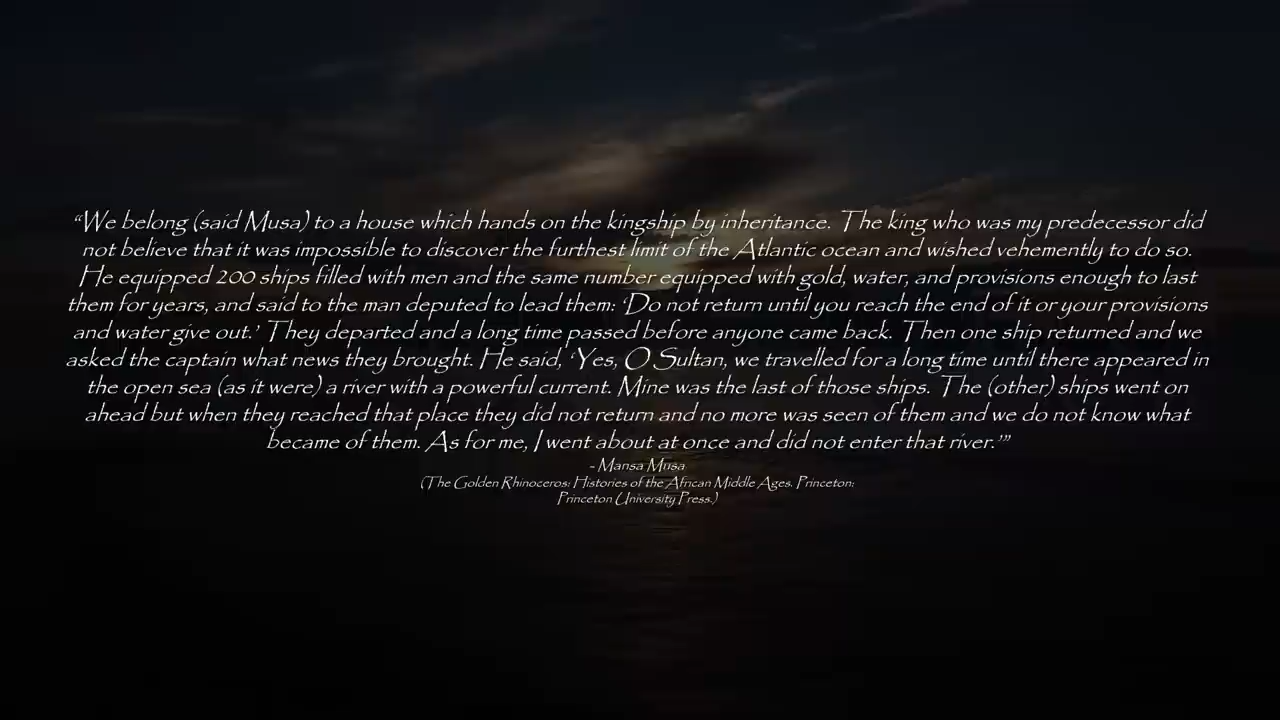 “We belong (said Musa) to a house which hands on the kingship by inheritance. The king who was my predecessor did
not believe that it was impossible to discover the furthest limit of the Atlantic ocean and wished vehemently to do so.
He equipped 200 ships filled with men and the same number equipped with gold, water, and provisions enough to last
them for years, and said to the man deputed to lead them: ‘Do not return until you reach the end of it or your provisions
and water give out.’ They departed and a long time passed before anyone came back. Then one ship returned and we
asked the captain what news they brought. He said, ‘Yes, O Sultan, we travelled for a long time until there appeared in
the open sea (as it were) a river with a powerful current. Mine was the last of those ships. The (other) ships went on
ahead but when they reached that place they did not return and no more was seen of them and we do not know what
became of them. As for me, I went about at once and did not enter that river.’”
- Mansa Musa
(The Golden Rhinoceros: Histories of the African Middle Ages. Princeton:
Princeton University Press.)